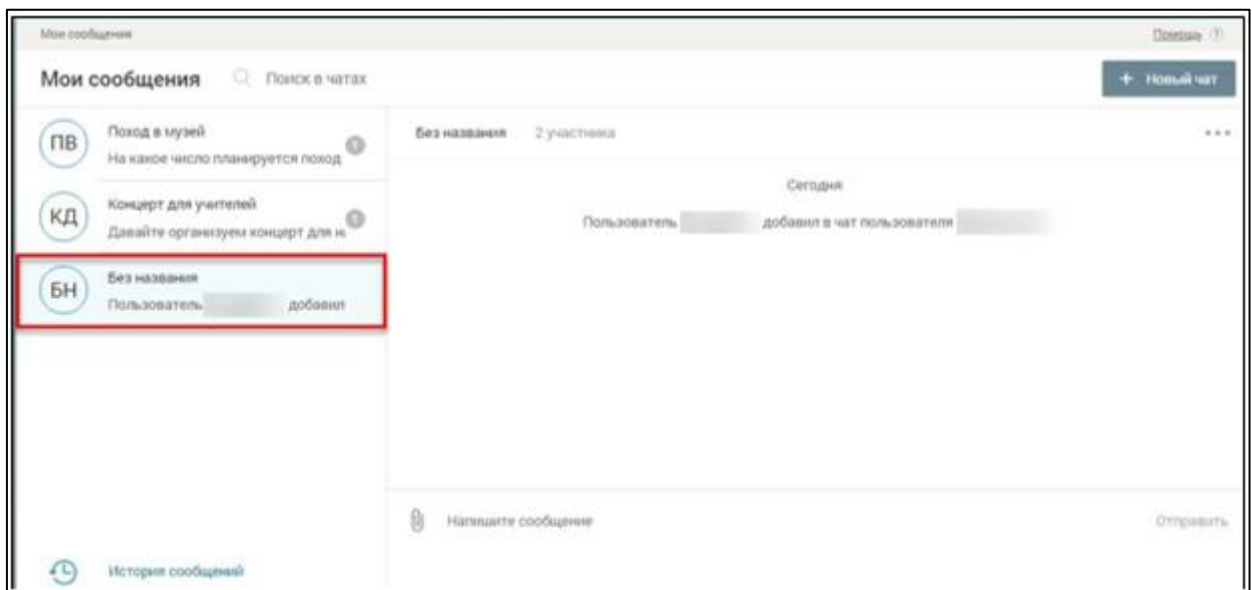 Мои сообщения
Помощь ?
Мои сообщения
Поиск в чатах
+ Новый чат
ПВ
Поход в музей
1
На какое число планируется поход
КД
Концерт для учителей
1
Давайте организуем концерт для н
БН
Без названия
Пользователь добавил
История сообщений
Без названия 2 участника
Сегодня
Пользователь добавил в чат пользователя
Напишите сообщение
Отправить